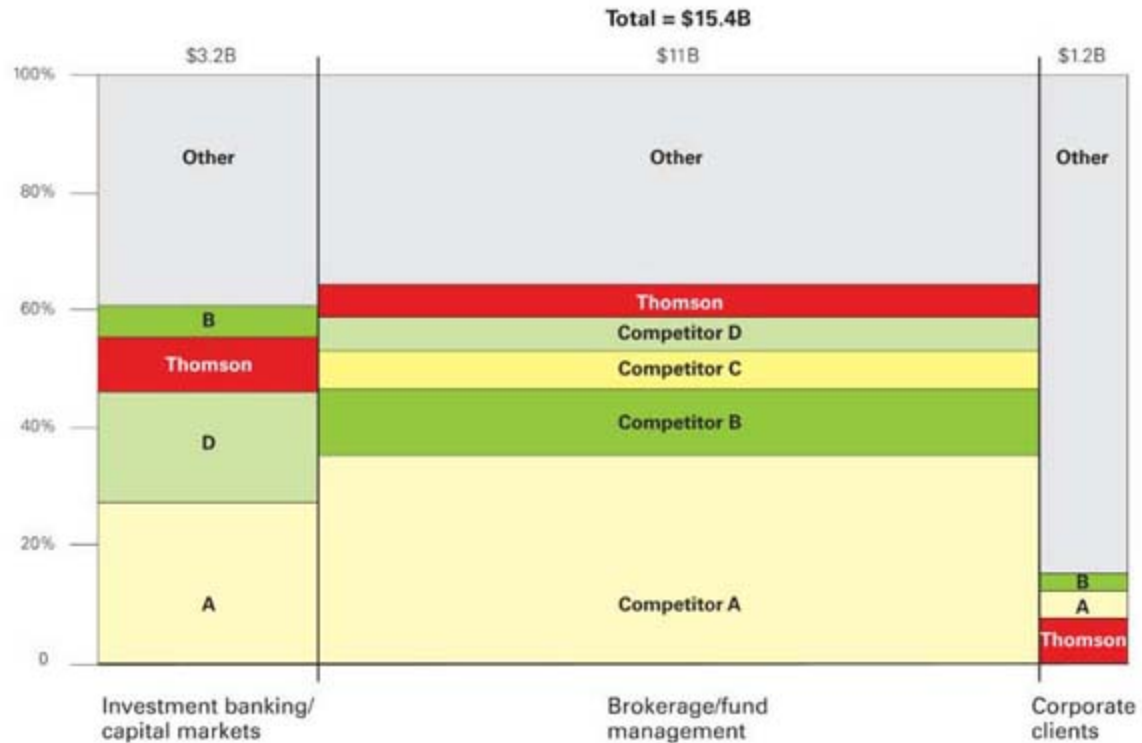 Total = $15.4B
$3.2B
$11B
$1.2B
100%
80%
60%
40%
20%
0
Other
B
Thomson
D
A
Other
Thomson
Competitor D
Competitor C
Competitor B
Competitor A
Other
B
A
Thomson
Investment banking/
capital markets
Brokerage/fund
management
Corporate
clients